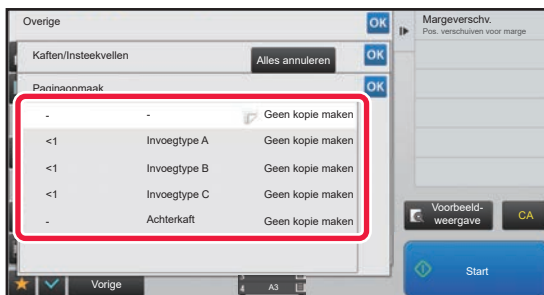 Overige
OK
Margeverschv.
Pos. verschuiven voor marge
Kaften/Insteekvellen
Alles annuleren
OK
Paginaopmaak
OK
- - Geen kopie maken
<1 Invoegtype A Geen kopie maken
<1 Invoegtype B Geen kopie maken
<1 Invoegtype C Geen kopie maken
- Achterkaft Geen kopie maken
Voorbeeld-
weergave
CA
Vorige
4 A3
Start